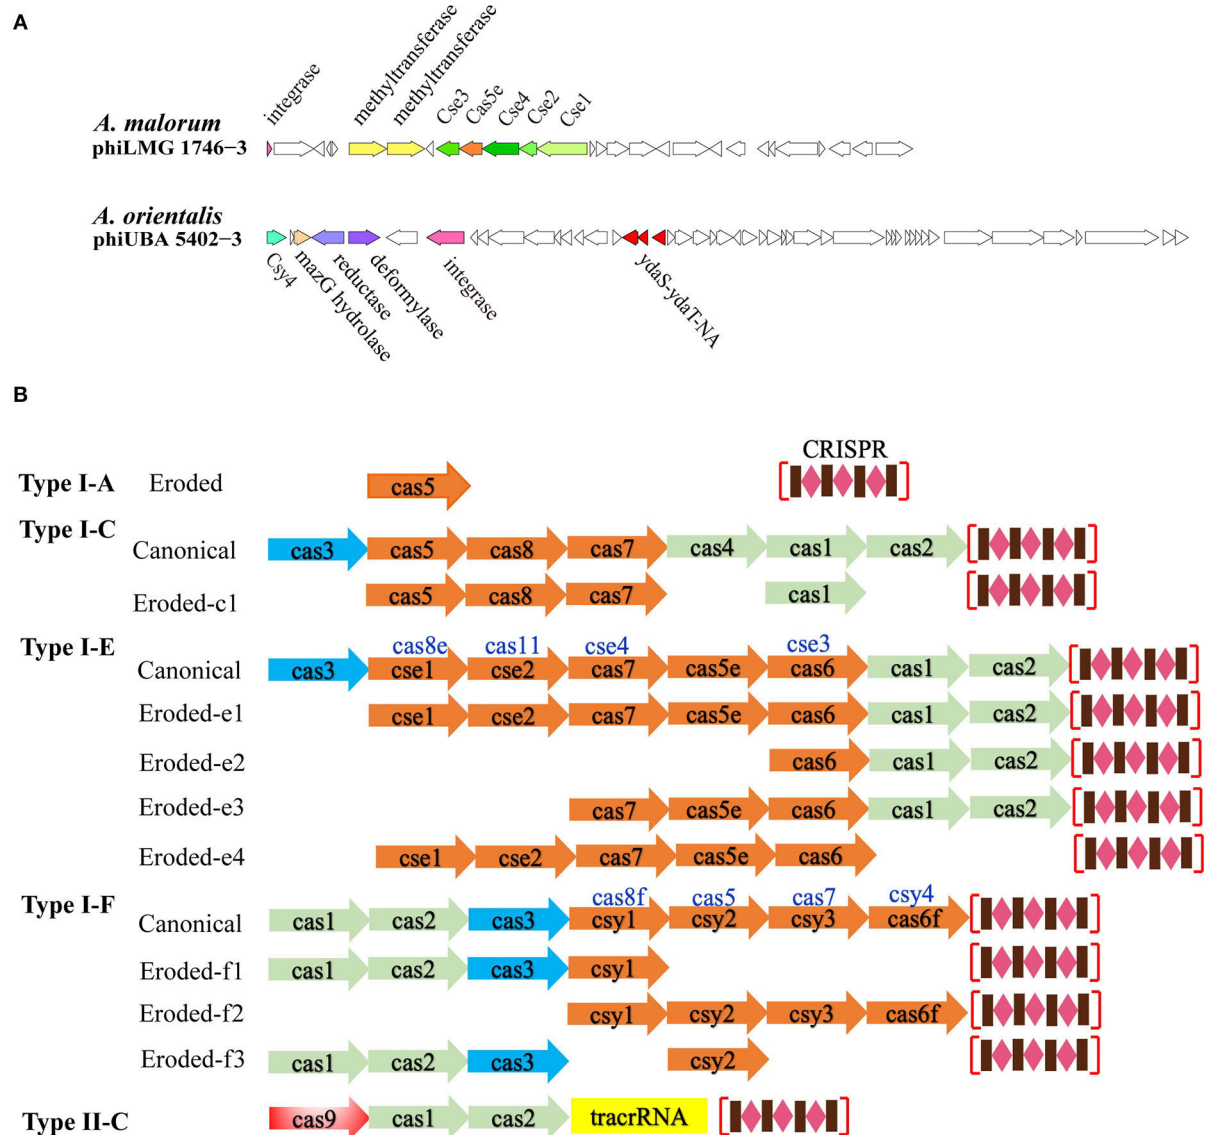 A
integrase
methyltransferase
methyltransferase
Cse3
Cas5e
Cse4
Cse2
Cse1
A. malorum
phiLMG 1746−3
A. orientalis
phiUBA 5402−3
Csy4
mazG hydrolase
reductase
deformylase
integrase
ydaS-ydaT-NA
B
CRISPR
Type I-A Eroded cas5
Type I-C
Canonical cas3 cas5 cas8 cas7 cas4 cas1 cas2
Eroded-c1 cas5 cas8 cas7 cas1
Type I-E cas8e cas11 cse4 cse3
Canonical cas3 cse1 cse2 cas7 cas5e cas6 cas1 cas2
Eroded-e1 cse1 cse2 cas7 cas5e cas6 cas1 cas2
Eroded-e2 cas6 cas1 cas2
Eroded-e3 cas7 cas5e cas6 cas1 cas2
Eroded-e4 cse1 cse2 cas7 cas5e cas6
Type I-F cas8f cas5 cas7 csy4
Canonical cas1 cas2 cas3 csy1 csy2 csy3 cas6f
Eroded-f1 cas1 cas2 cas3 csy1
Eroded-f2 csy1 csy2 csy3 cas6f
Eroded-f3 cas1 cas2 cas3 csy2
Type II-C cas9 cas1 cas2 tracrRNA